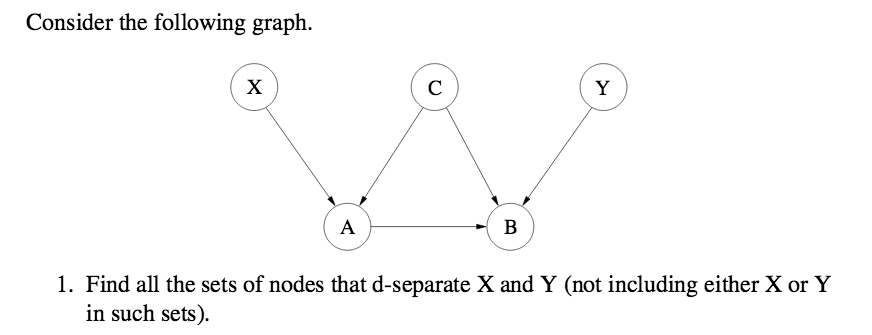 Consider the following graph.
X
C
Y
A
B
1. Find all the sets of nodes that d-separate X and Y (not including either X or Y
in such sets).